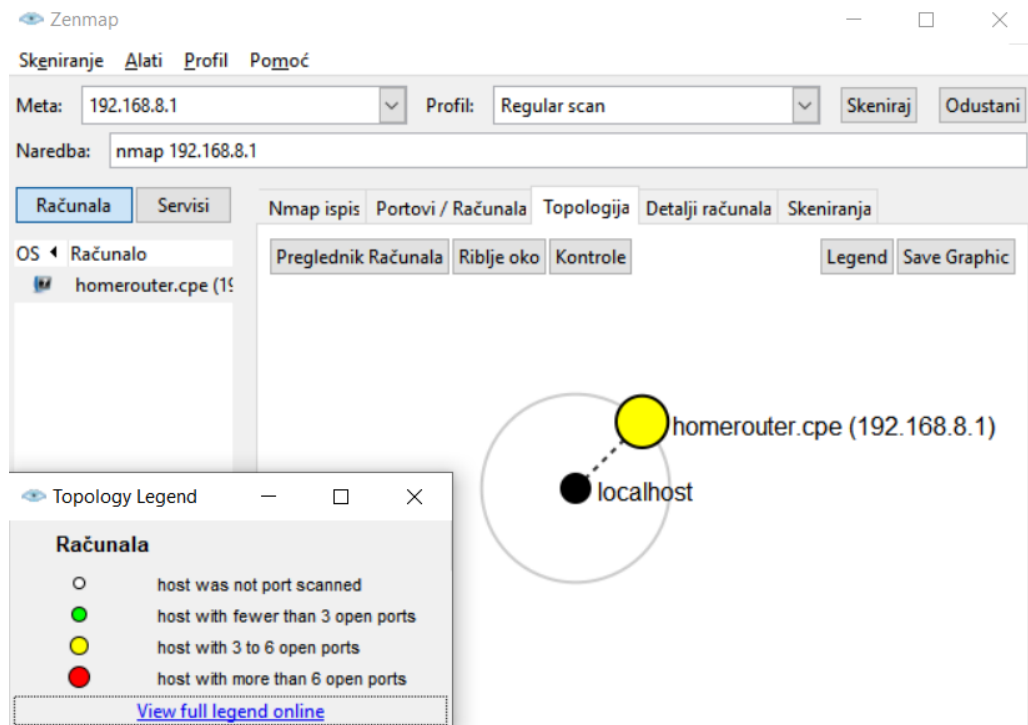 Zenmap
Skeniranje Alati Profil Pomoć
Meta: 192.168.8.1 Profil: Regular scan Skeniraj Odustani
Naredba: nmap 192.168.8.1
Računala Servisi Nmap ispis Portovi / Računala Topologija Detalji računala Skeniranja
OS Računalo Preglednik Računala Riblje oko Kontrole Legend Save Graphic
homerouter.cpe (19
homerouter.cpe (192.168.8.1)
localhost
Topology Legend
Računala
host was not port scanned
host with fewer than 3 open ports
host with 3 to 6 open ports
host with more than 6 open ports
View full legend online